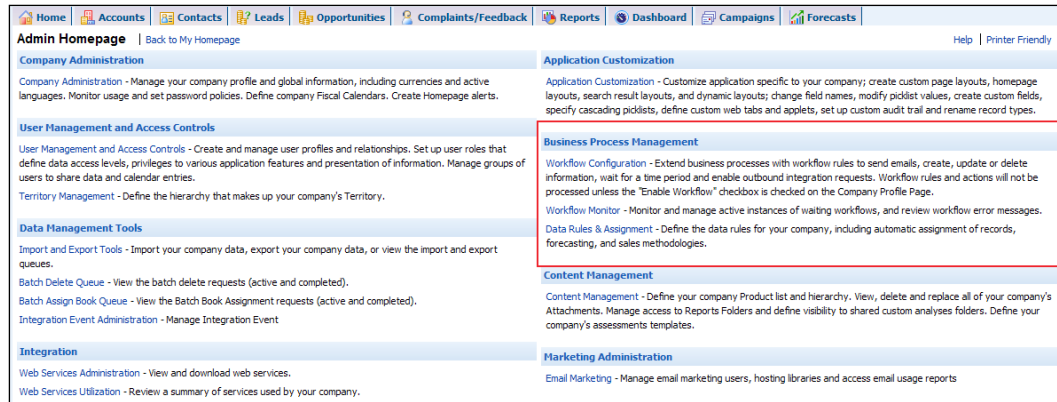 Home Accounts Contacts Leads Opportunities Complaints/Feedback Reports Dashboard Campaigns Forecasts
Admin Homepage | Back to My Homepage Help | Printer Friendly
Company Administration
Company Administration - Manage your company profile and global information, including currencies and active
languages. Monitor usage and set password policies. Define company Fiscal Calendars. Create Homepage alerts.
User Management and Access Controls
User Management and Access Controls - Create and manage user profiles and relationships. Set up user roles that
define data access levels, privileges to various application features and presentation of information. Manage groups of
users to share data and calendar entries.
Territory Management - Define the hierarchy that makes up your company's Territory.
Data Management Tools
Import and Export Tools - Import your company data, export your company data, or view the import and export
queues.
Batch Delete Queue - View the batch delete requests (active and completed).
Batch Assign Book Queue - View the Batch Book Assignment requests (active and completed).
Integration Event Administration - Manage Integration Event
Integration
Web Services Administration - View and download web services.
Web Services Utilization - Review a summary of services used by your company.
Application Customization
Application Customization - Customize application specific to your company; create custom page layouts, homepage
layouts, search result layouts, and dynamic layouts; change field names, modify picklist values, create custom fields,
specify cascading picklists, define custom web tabs and applets, set up custom audit trail and rename record types.
Business Process Management
Workflow Configuration - Extend business processes with workflow rules to send emails, create, update or delete
information, wait for a time period and enable outbound integration requests. Workflow rules and actions will not be
processed unless the "Enable Workflow" checkbox is checked on the Company Profile Page.
Workflow Monitor - Monitor and manage active instances of waiting workflows, and review workflow error messages.
Data Rules & Assignment - Define the data rules for your company, including automatic assignment of records,
forecasting, and sales methodologies.
Content Management
Content Management - Define your company Product list and hierarchy. View, delete and replace all of your company's
Attachments. Manage access to Reports Folders and define visibility to shared custom analyses folders. Define your
company's assessments templates.
Marketing Administration
Email Marketing - Manage email marketing users, hosting libraries and access email usage reports